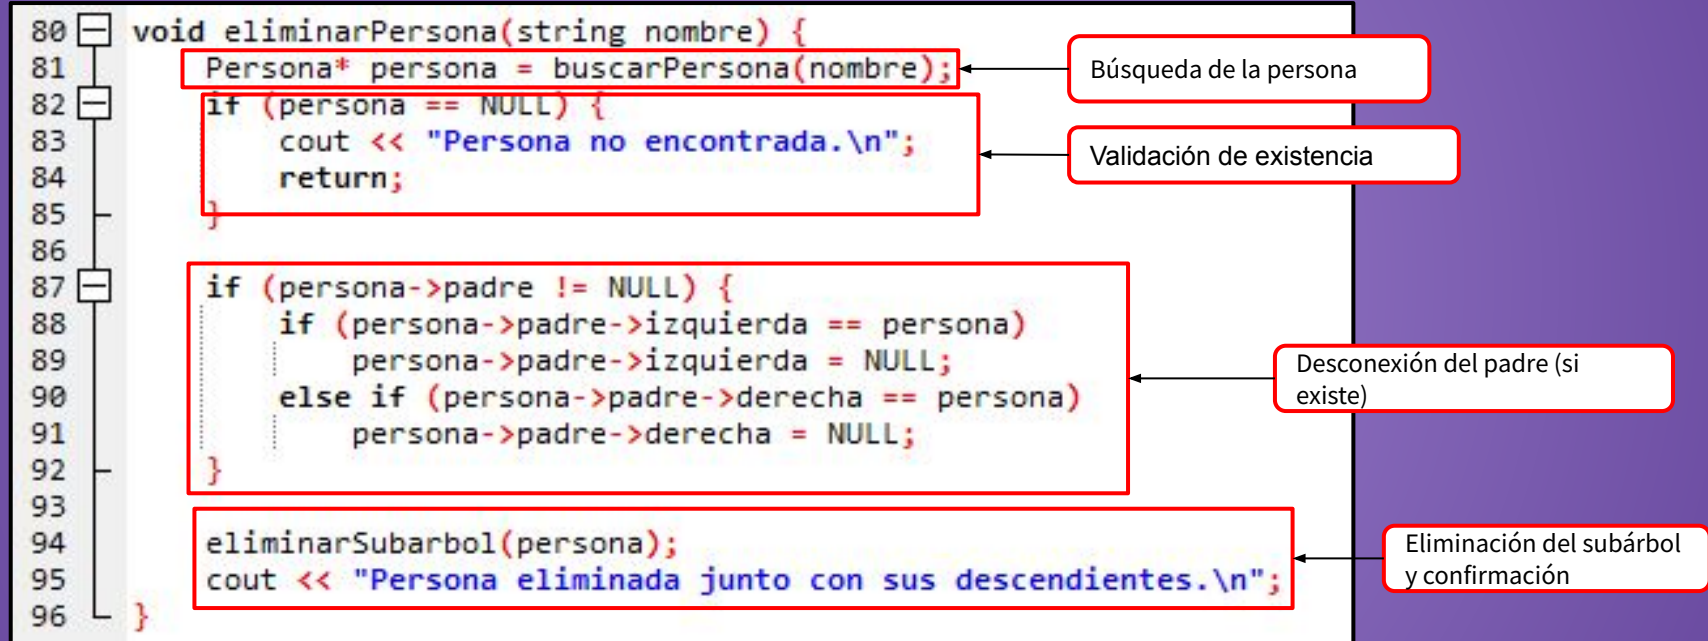 80 void eliminarPersona(string nombre) {
81 Persona* persona = buscarPersona(nombre);
Búsqueda de la persona
82 if (persona == NULL) {
83 cout << "Persona no encontrada.\n";
Validación de existencia
84 return;
85 }
86
87 if (persona->padre != NULL) {
88 if (persona->padre->izquierda == persona)
89 persona->padre->izquierda = NULL;
Desconexión del padre (si
existe)
90 else if (persona->padre->derecha == persona)
91 persona->padre->derecha = NULL;
92 }
93
94 eliminarSubarbol(persona);
95 cout << "Persona eliminada junto con sus descendientes.\n";
Eliminación del subárbol
y confirmación
96 }